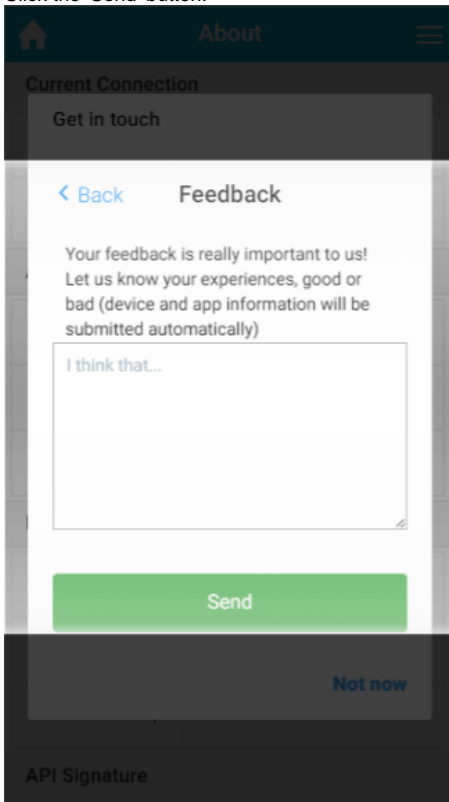 Click the 'Send' button.
About
Current Connection
Get in touch
Back
Feedback
Your feedback is really important to us!
Let us know your experiences, good or
bad (device and app information will be
submitted automatically)
I think that...
Send
Not now
API Signature